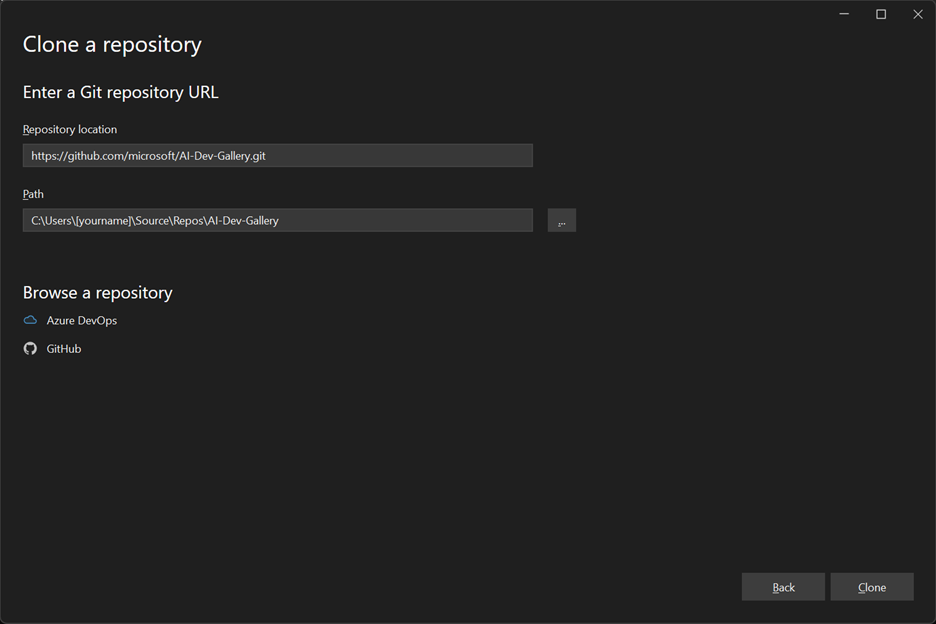 Clone a repository
Enter a Git repository URL
Repository location
https://github.com/microsoft/AI-Dev-Gallery.git
Path
C:\Users\[yourname]\Source\Repos\AI-Dev-Gallery
...
Browse a repository
Azure DevOps
GitHub
Back
Clone